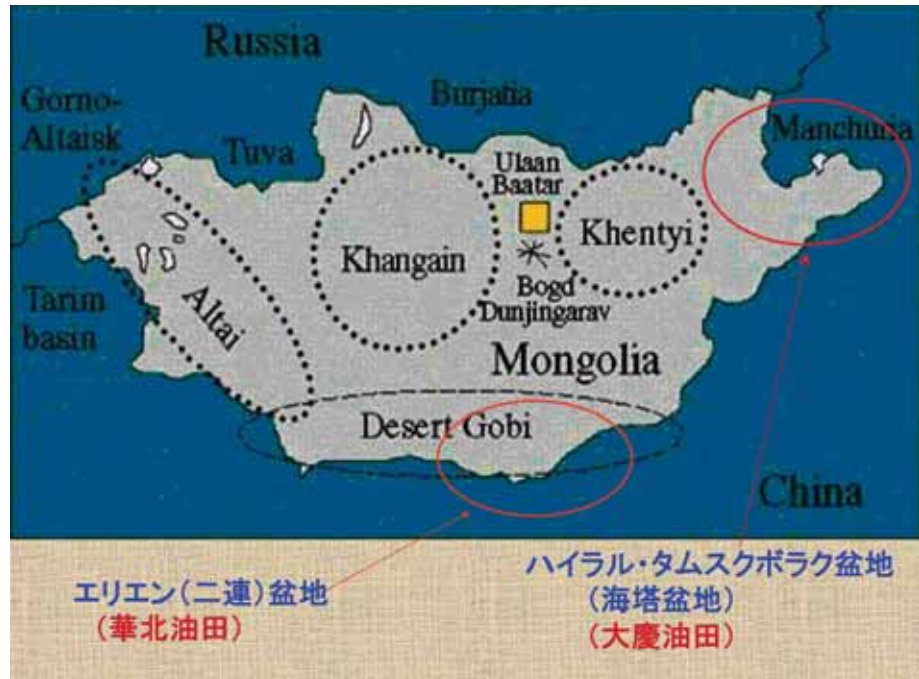 Russia
Gorno-
Altaisk
Tuva
Burjatia
Manchuria
Ulaan
Baatar
Khangain
Khentyi
Bogd
Dunjingarav
Tarim
basin
Altai
Mongolia
Desert Gobi
China
エリエン（二連）盆地
（華北油田）
ハイラル・タムスクボラク盆地
（海塔盆地）
（大慶油田）